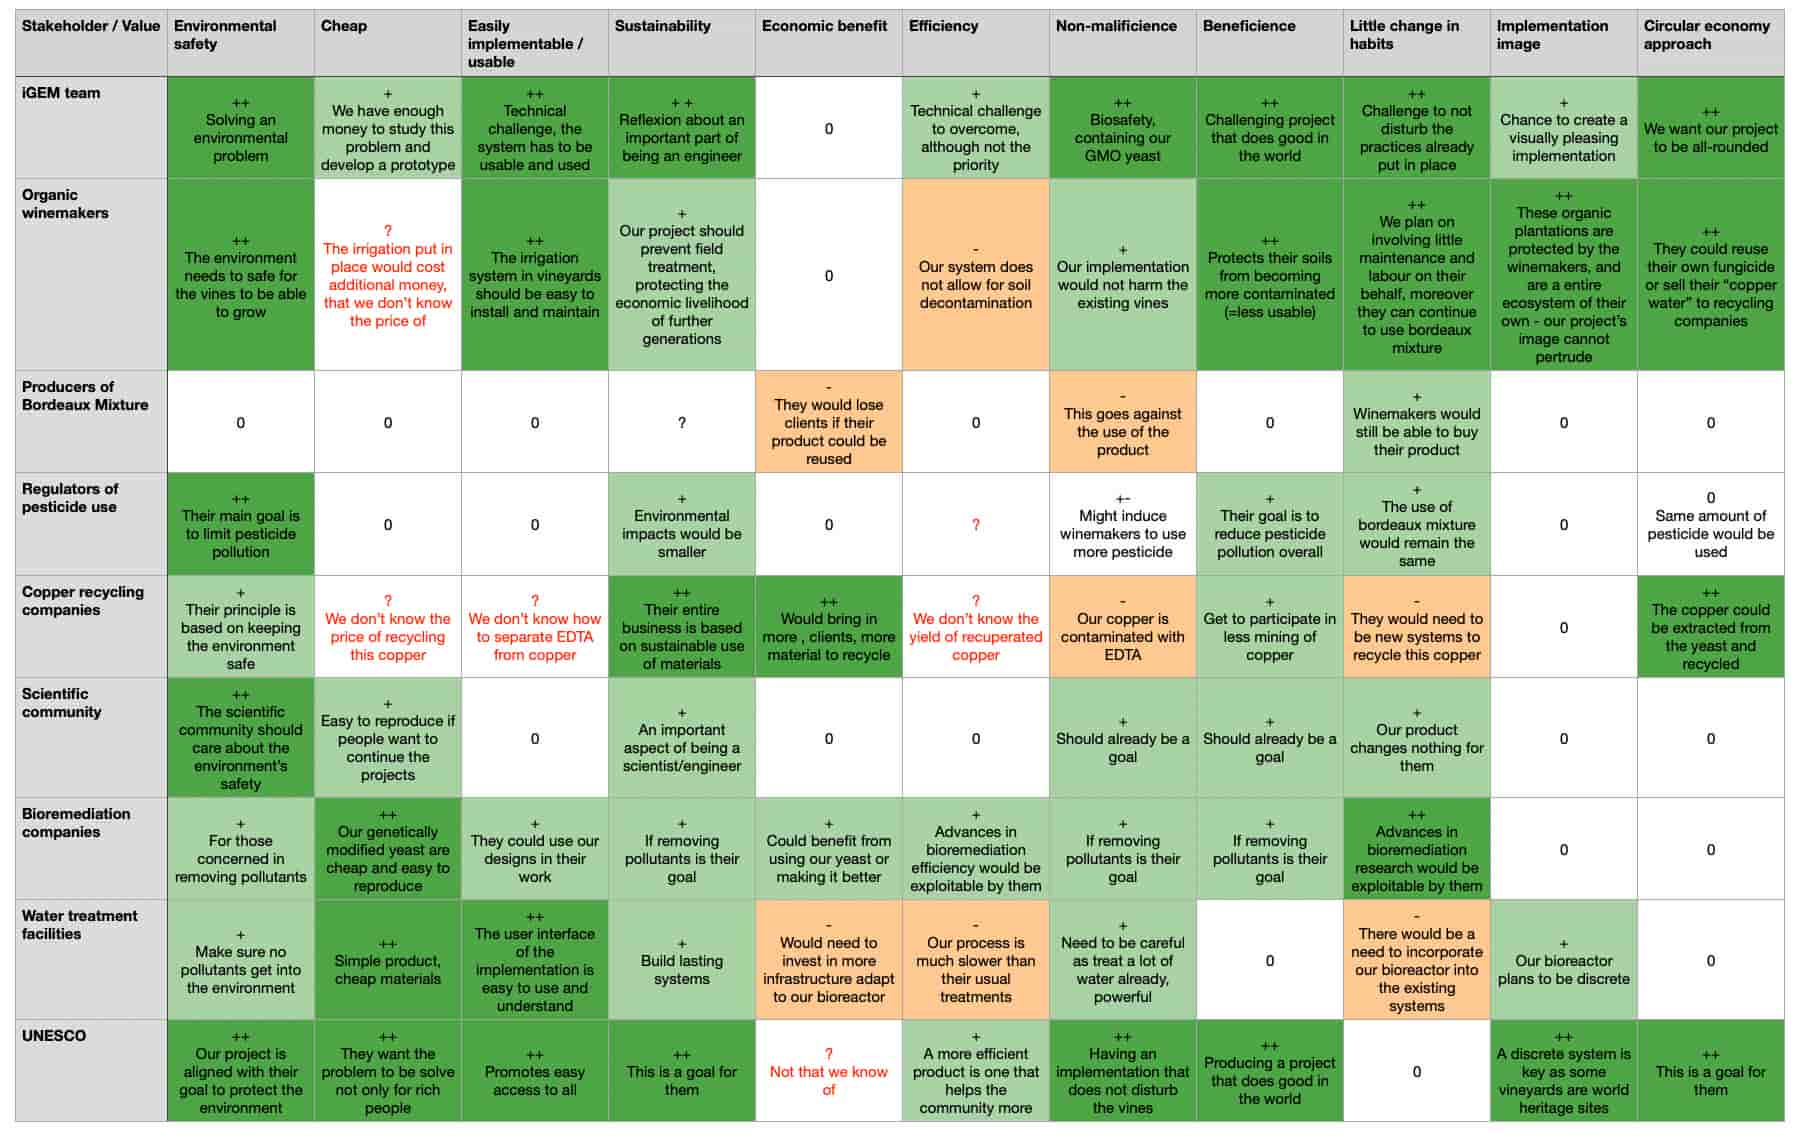 Stakeholder / Value
Environmental
safety
Cheap
Easily
implementable /
usable
Sustainability
Economic benefit
Efficiency
Non-malificience
Beneficience
Little change in
habits
Implementation
image
Circular economy
approach
iGEM team
++
Solving an
environmental
problem
+
We have enough
money to study this
problem and
develop a prototype
++
Technical
challenge, the
system has to be
usable and used
+ +
Reflexion about an
important part of
being an engineer
0
+
Technical challenge
to overcome,
although not the
priority
++
Biosafety,
containing our
GMO yeast
++
Challenging project
that does good in
the world
++
Challenge to not
disturb the
practices already
put in place
+
Chance to create a
visually pleasing
implementation
++
We want our project
to be all-rounded
Organic
winemakers
++
The environment
needs to safe for
the vines to be able
to grow
?
The irrigation put in
place would cost
additional money,
that we don't know
the price of
++
The irrigation
system in vineyards
should be easy to
install and maintain
+
Our project should
prevent field
treatment,
protecting the
economic livelihood
of further
generations
0
-
Our system does
not allow for soil
decontamination
+
Our implementation
would not harm the
existing vines
++
Protects their soils
from becoming
more contaminated
(=less usable)
++
We plan on
involving little
maintenance and
labour on their
behalf, moreover
they can continue
to use bordeaux
mixture
++
These organic
plantations are
protected by the
winemakers, and
are a entire
ecosystem of their
own - our project's
image cannot
pertrude
++
They could reuse
their own fungicide
or sell their "copper
water" to recycling
companies
Producers of
Bordeaux Mixture
0
0
0
?
-
They would lose
clients if their
product could be
reused
0
-
This goes against
the use of the
product
0
+
Winemakers would
still be able to buy
their product
0
0
Regulators of
pesticide use
++
Their main goal is
to limit pesticide
pollution
0
0
+
Environmental
impacts would be
smaller
0
?
+-
Might induce
winemakers to use
more pesticide
+
Their goal is to
reduce pesticide
pollution overall
+
The use of
bordeaux mixture
would remain the
same
0
0
Same amount of
pesticide would be
used
Copper recycling
companies
+
Their principle is
based on keeping
the environment
safe
?
We don't know the
price of recycling
this copper
?
We don't know how
to separate EDTA
from copper
++
Their entire
business is based
on sustainable use
of materials
++
Would bring in
more , clients, more
material to recycle
?
We don't know the
yield of recuperated
copper
-
Our copper is
contaminated with
EDTA
+
Get to participate in
less mining of
copper
-
They would need to
be new systems to
recycle this copper
0
++
The copper could
be extracted from
the yeast and
recycled
Scientific
community
++
The scientific
community should
care about the
environment's
safety
+
Easy to reproduce if
people want to
continue the
projects
0
+
An important
aspect of being a
scientist/engineer
0
0
+
Should already be a
goal
+
Should already be a
goal
+
Our product
changes nothing for
them
0
0
Bioremediation
companies
+
For those
concerned in
removing pollutants
++
Our genetically
modified yeast are
cheap and easy to
reproduce
+
They could use our
designs in their
work
+
If removing
pollutants is their
goal
+
Could benefit from
using our yeast or
making it better
+
Advances in
bioremediation
efficiency would be
exploitable by them
+
If removing
pollutants is their
goal
+
If removing
pollutants is their
goal
++
Advances in
bioremediation
research would be
exploitable by them
0
0
Water treatment
facilities
+
Make sure no
pollutants get into
the environment
++
Simple product,
cheap materials
++
The user interface
of the
implementation is
easy to use and
understand
+
Build lasting
systems
-
Would need to
invest in more
infrastructure adapt
to our bioreactor
-
Our process is
much slower than
their usual
treatments
+
Need to be careful
as treat a lot of
water already,
powerful
0
-
There would be a
need to incorporate
our bioreactor into
the existing
systems
+
Our bioreactor
plans to be discrete
0
UNESCO
++
Our project is
aligned with their
goal to protect the
environment
++
They want the
problem to be solve
not only for rich
people
++
Promotes easy
access to all
++
This is a goal for
them
?
Not that we know
of
+
A more efficient
product is one that
helps the
community more
++
Having an
implementation that
does not disturb
the vines
++
Producing a project
that does good in
the world
0
++
A discrete system is
key as some
vineyards are world
heritage sites
++
This is a goal for
them